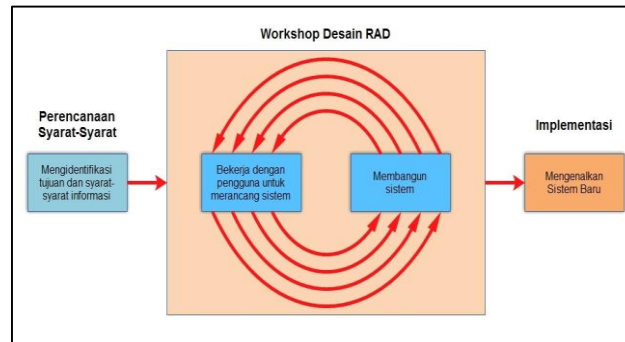 Workshop Desain RAD
Perencanaan
Syarat-Syarat
Mengidentifikasi
tujuan dan syarat-
syarat informasi
Bekerja dengan
pengguna untuk
merancang sistem
Membangun
sistem
Implementasi
Mengenalkan
Sistem Baru